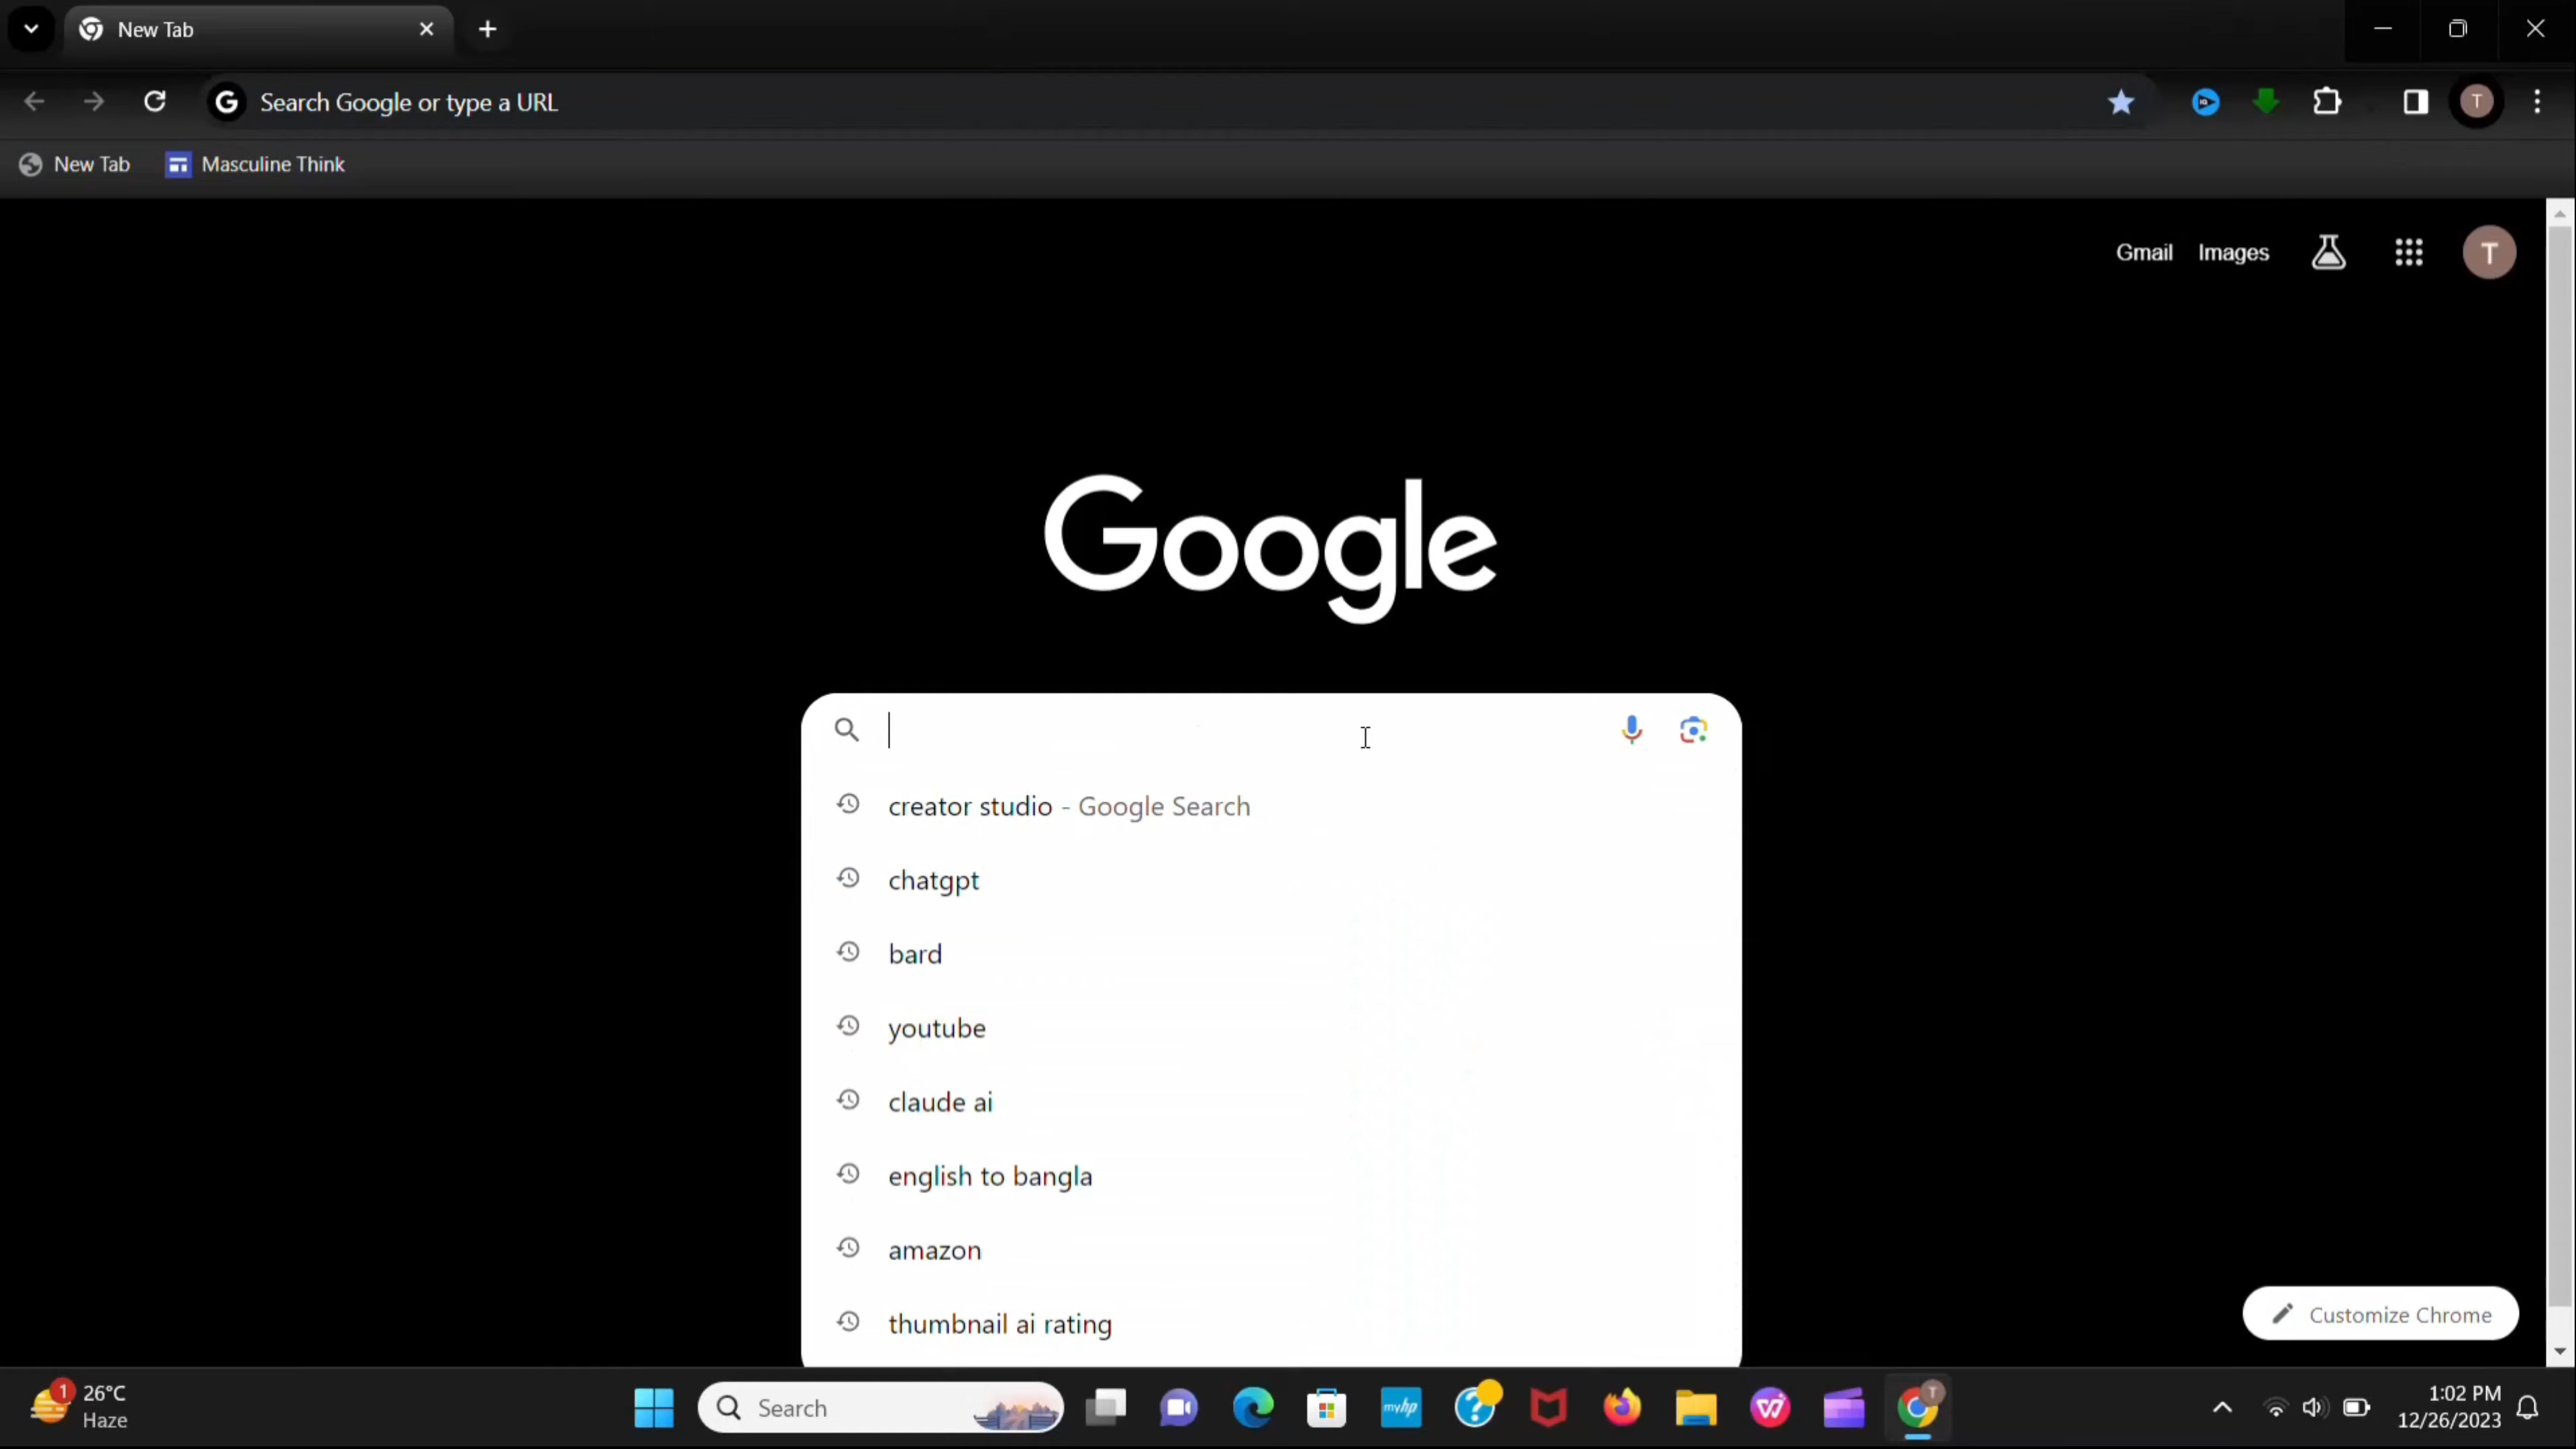 New Tab
Search Google or type a URL
New Tab
Masculine Think
T
Gmail
Images
T
Google
creator studio - Google Search
chatgpt
bard
youtube
claude ai
english to bangla
amazon
thumbnail ai rating
Customize Chrome
1
26°C
Haze
Search
myhp
T
1:02 PM
12/26/2023